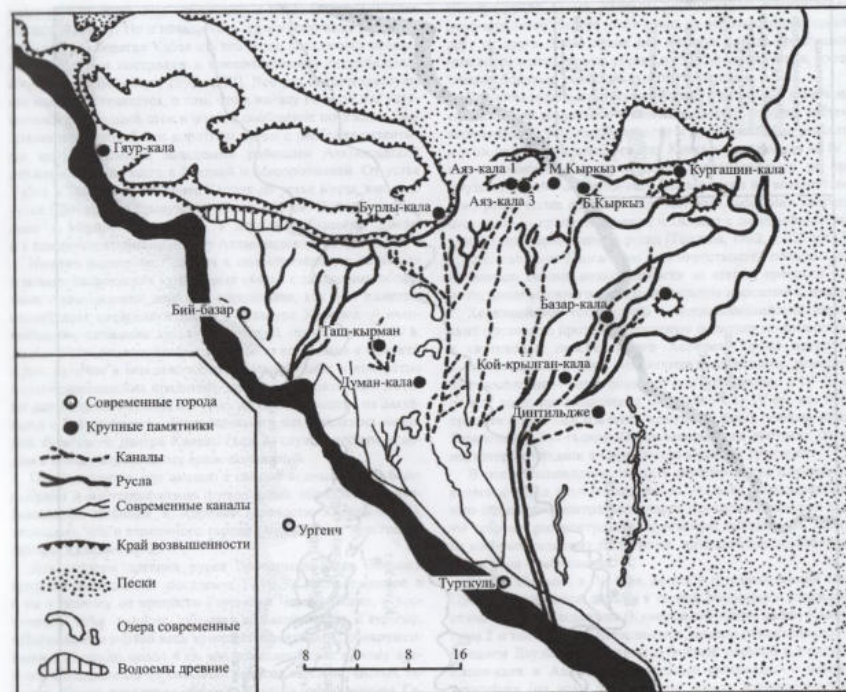 Гяур-кала
Бурлы-кала
Аяз-кала 1
Аяз-кала 3
М.Кыркыз
Б.Кыркыз
Кургашин-кала
Бий-базар
Таш-кырман
Думан-кала
Базар-кала
Кой-крылган-кала
Дингильдже
Ургенч
Турткуль
Современные города
Крупные памятники
Каналы
Русла
Современные каналы
Край возвышенности
Пески
Озера современные
Водоемы древние
8 0 8 16